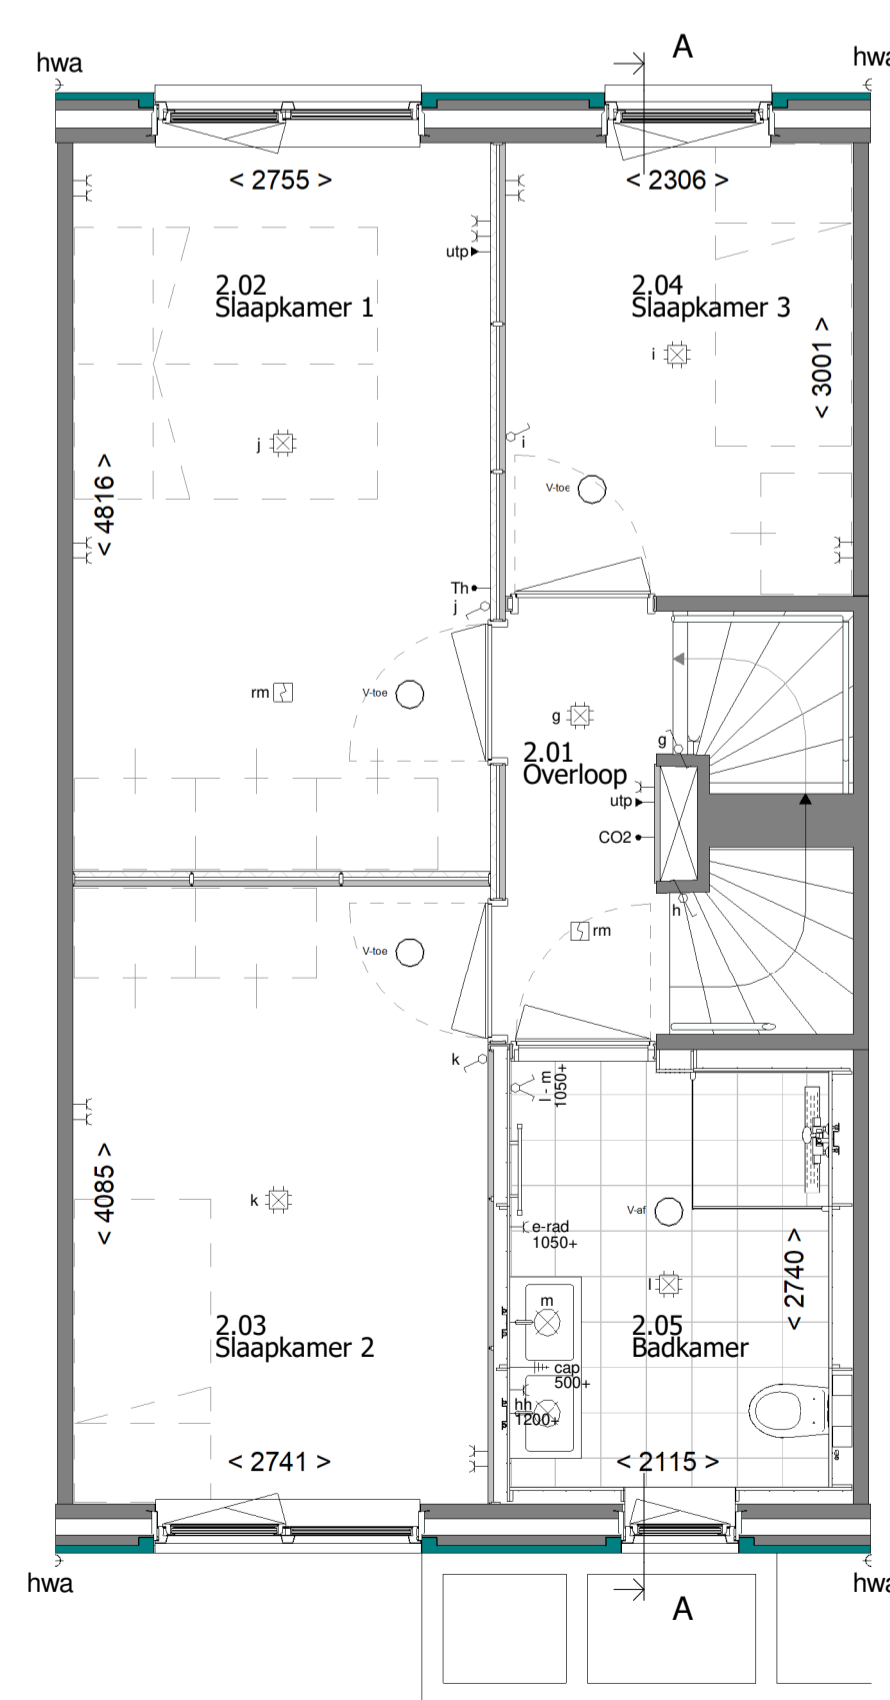 A
hwa
hwa
< 2755 >
< 2306 >
utp
2.02
Slaapkamer 1
2.04
Slaapkamer 3
< 3001 >
i
j
i
< 4816 >
V-toe
Th
j
rm
V-toe
g
g
2.01
Overloop
utp
CO2
h
rm
V-toe
k
l - m
1050+
< 4085 >
k
V-af
e-rad
1050+
< 2740 >
l
m
2.03
Slaapkamer 2
2.05
Badkamer
cap
500+
hh
1200+
< 2741 >
< 2115 >
hwa
hwa
A